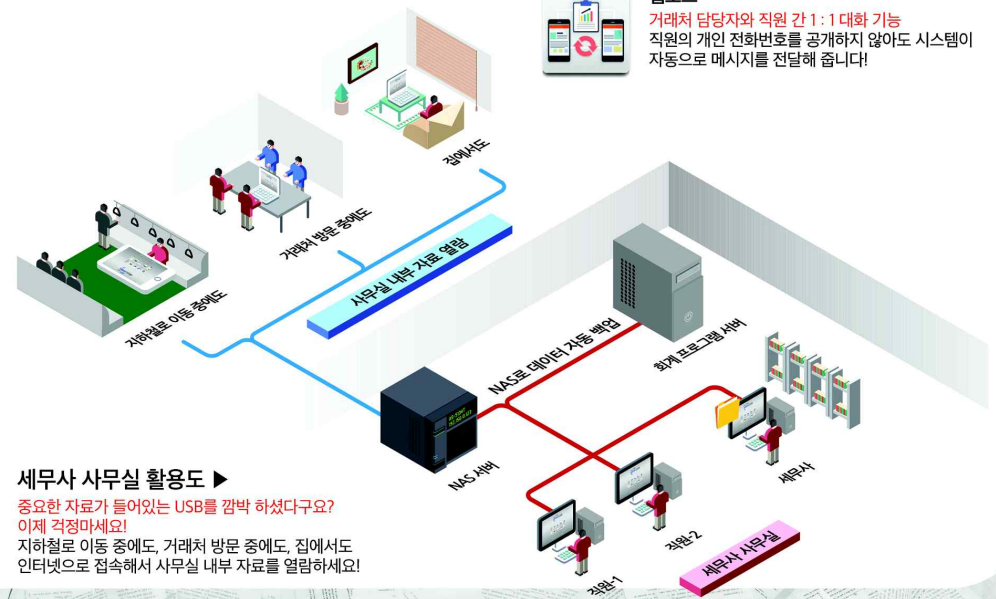 거래처 담당자와 직원 간 1 : 1 대화 기능
직원의 개인 전화번호를 공개하지 않아도 시스템이
자동으로 메시지를 전달해 줍니다!
집에서도
거래처 방문 중에도
지하철로 이동 중에도
사무실 내부 자료 열람
NAS로 데이터 자동 백업
회계 프로그램 서버
NAS 서버
세무사
직원-2
직원-1
세무사 사무실
세무사 사무실 활용도 ▶
중요한 자료가 들어있는 USB를 깜박 하셨다구요?
이제 걱정마세요!
지하철로 이동 중에도, 거래처 방문 중에도, 집에서도
인터넷으로 접속해서 사무실 내부 자료를 열람하세요!